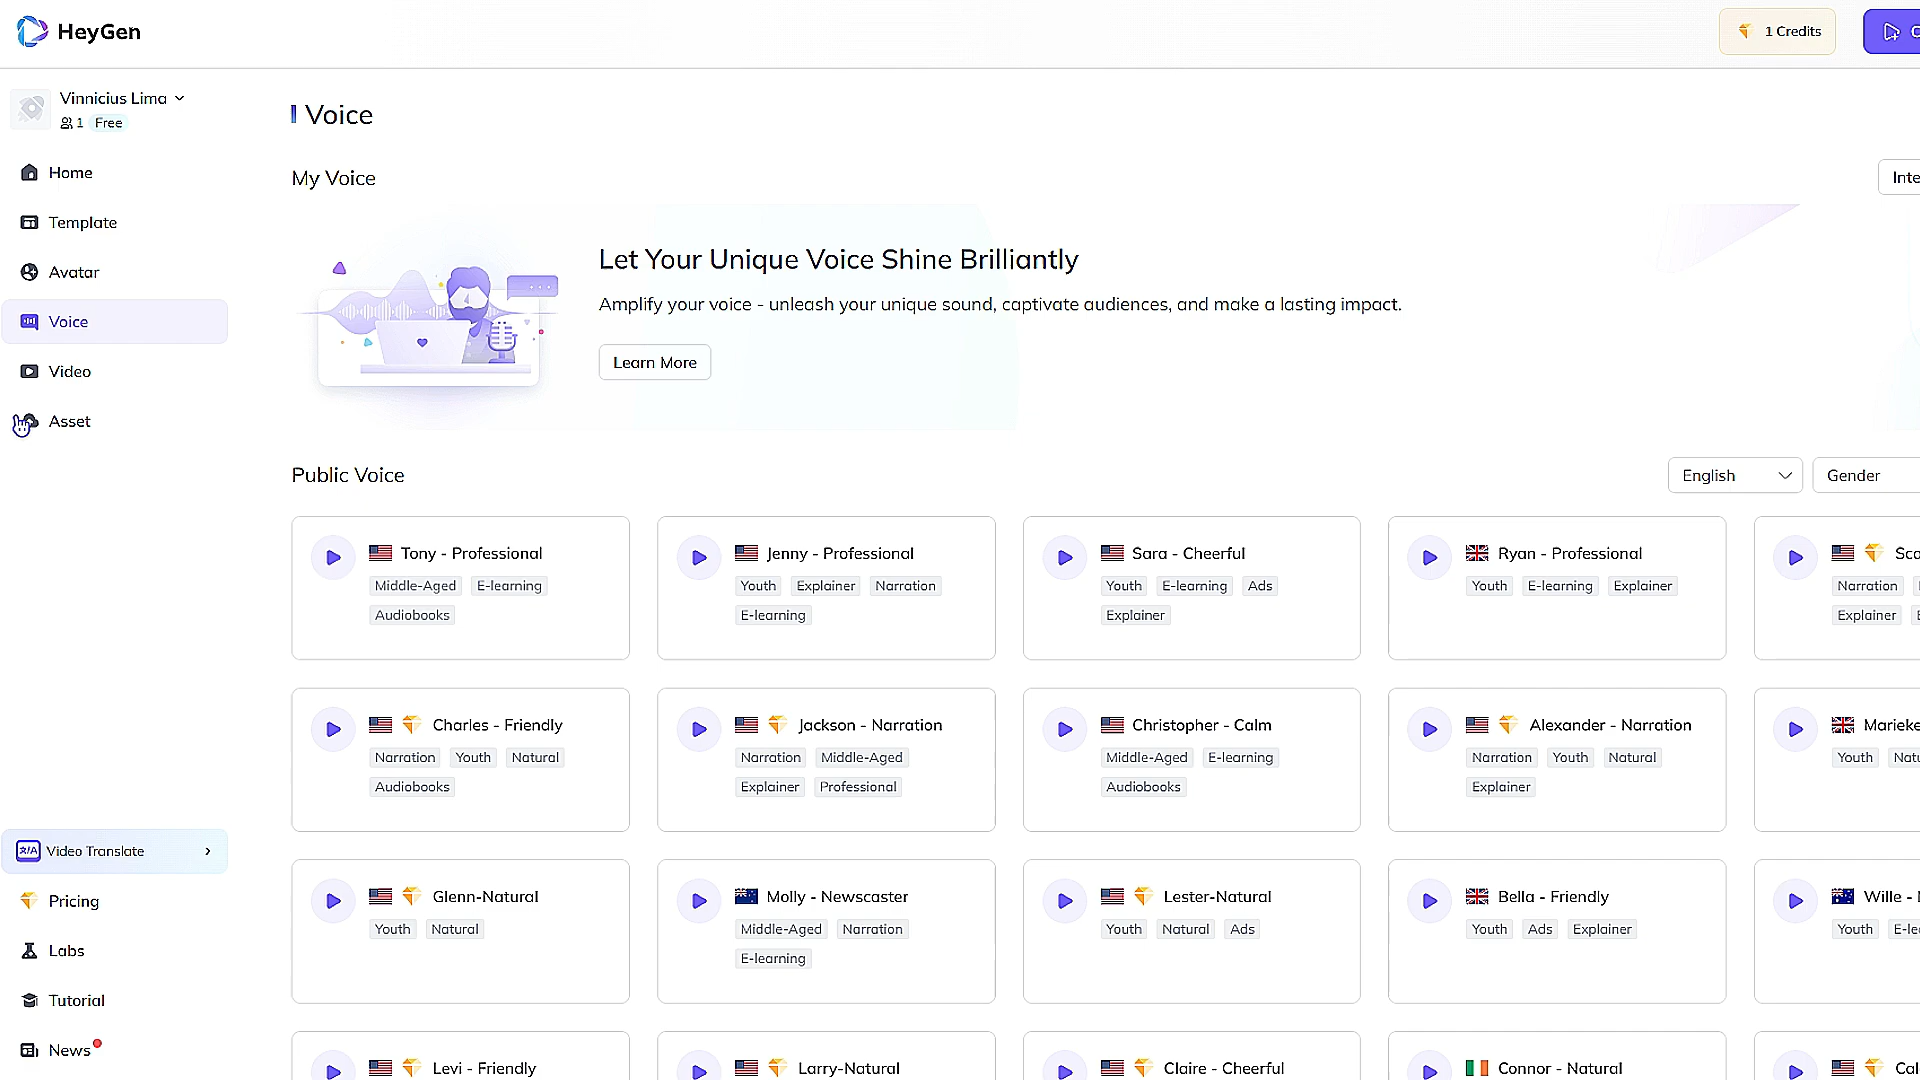 HeyGen
1 Credits
Vinnicius Lima
1 Free
Home
Template
Avatar
Voice
Video
Asset
Video Translate
Pricing
Labs
Tutorial
News
Voice
My Voice
Let Your Unique Voice Shine Brilliantly
Amplify your voice - unleash your unique sound, captivate audiences, and make a lasting impact.
Learn More
Public Voice
English
Gender
Tony - Professional
Middle-Aged E-learning
Audiobooks
Jenny - Professional
Youth Explainer Narration
E-learning
Sara - Cheerful
Youth E-learning Ads
Explainer
Ryan - Professional
Youth E-learning Explainer
Narration
Explainer
Charles - Friendly
Narration Youth Natural
Audiobooks
Jackson - Narration
Narration Middle-Aged
Explainer Professional
Christopher - Calm
Middle-Aged E-learning
Audiobooks
Alexander - Narration
Narration Youth Natural
Explainer
Marieke
Youth
Glenn-Natural
Youth Natural
Molly - Newscaster
Middle-Aged Narration
E-learning
Lester-Natural
Youth Natural Ads
Bella - Friendly
Youth Ads Explainer
Wille -
Youth
Levi - Friendly
Larry-Natural
Claire - Cheerful
Connor - Natural